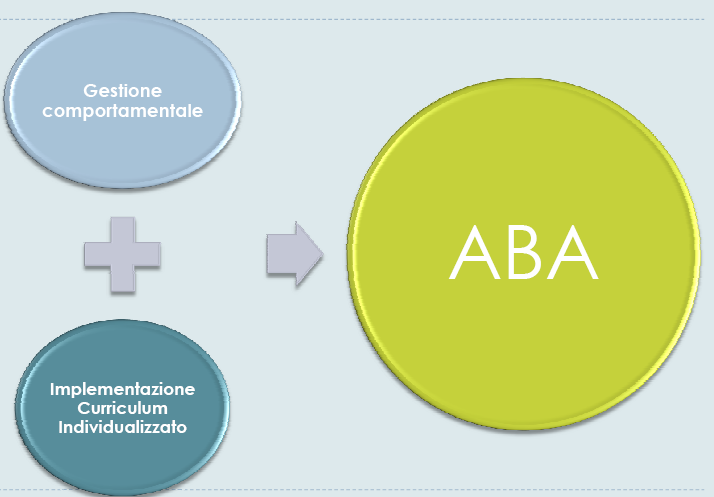 Gestione
comportamentale
Implementazione
Curriculum
Individualizzato
ABA